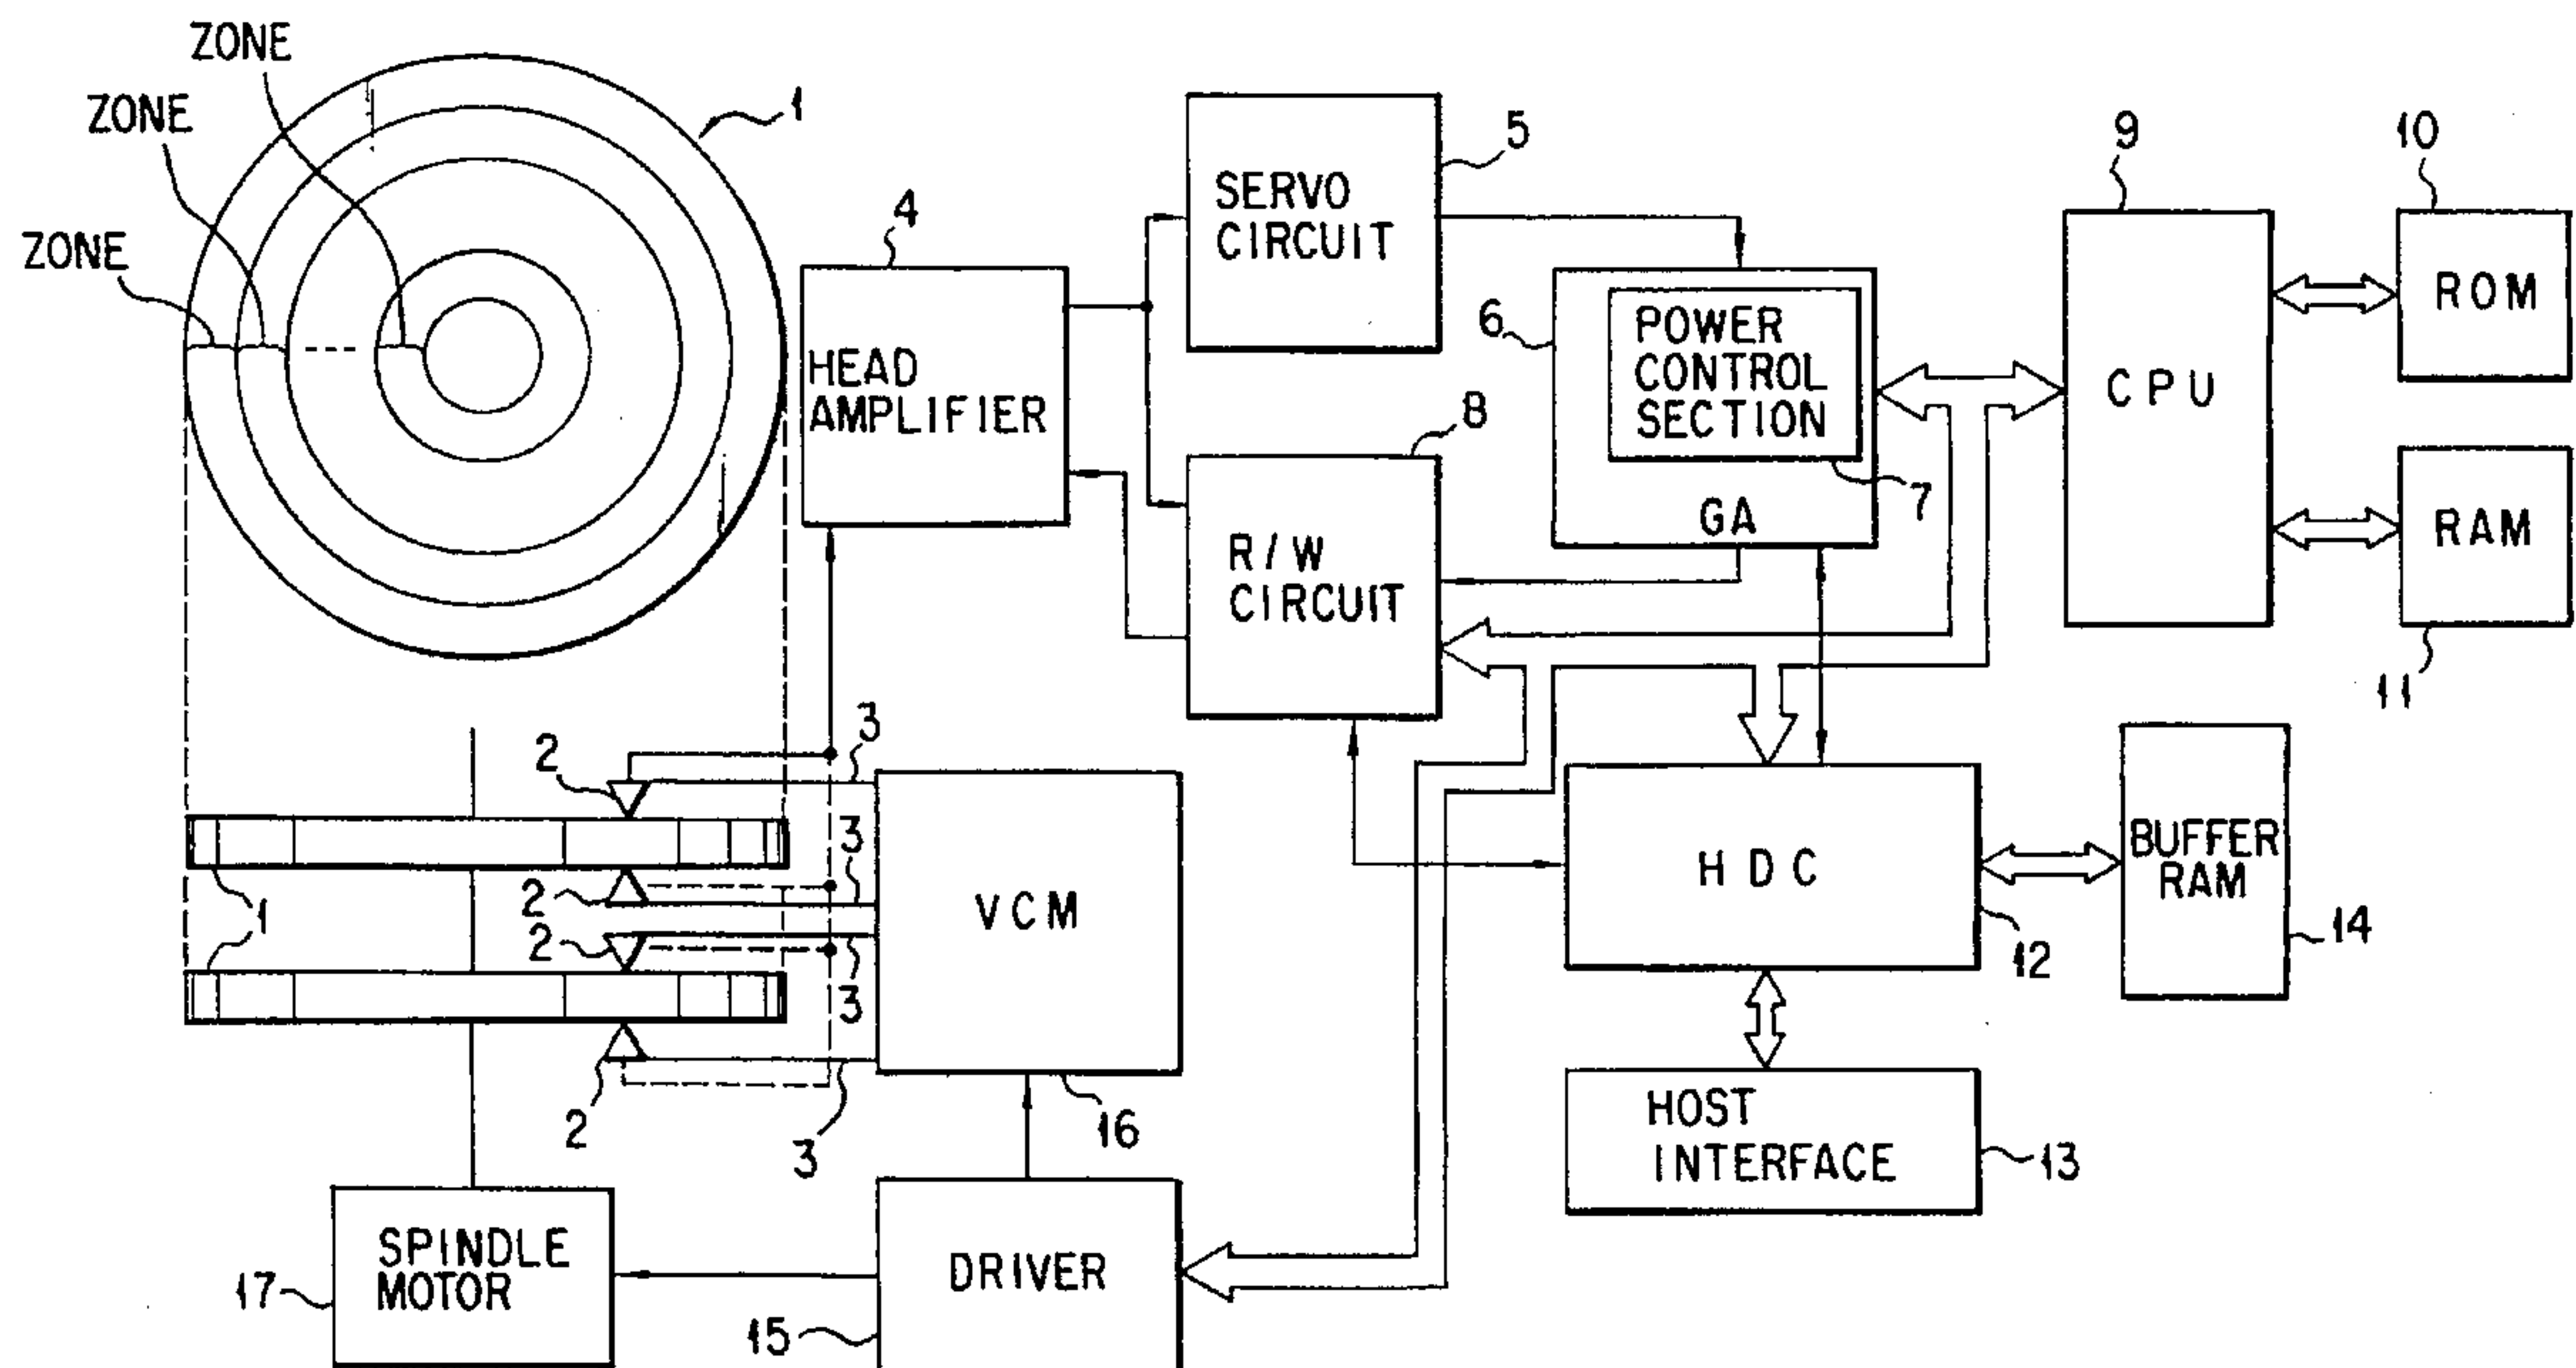 ZONE
ZONE
ZONE
1
4
HEAD
AMPLIFIER
5
SERVO
CIRCUIT
6
POWER
CONTROL
SECTION
7
GA
8
R/W
CIRCUIT
9
CPU
10
ROM
RAM
11
2
3
1
2
3
2
3
2
3
VCM
16
HDC
12
BUFFER
RAM
14
HOST
INTERFACE
13
SPINDLE
MOTOR
17
DRIVER
15